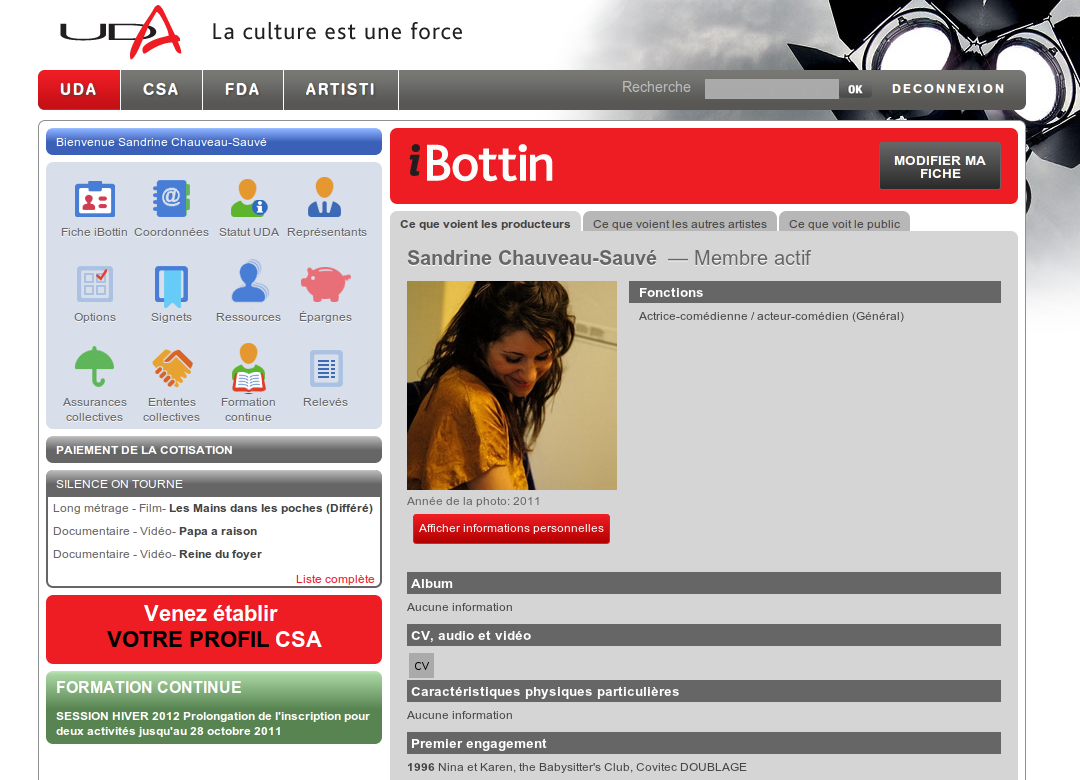 UDA La culture est une force
UDA CSA FDA ARTISTI Recherche OK DECONNEXION
Bienvenue Sandrine Chauveau-Sauvé
Fiche iBottin Coordonnées Statut UDA Représentants
Options Signets Ressources Épargnes
Assurances collectives Ententes collectives Formation continue Relevés
PAIEMENT DE LA COTISATION
SILENCE ON TOURNE
Long métrage - Film- Les Mains dans les poches (Différé)
Documentaire - Vidéo- Papa a raison
Documentaire - Vidéo- Reine du foyer
Liste complète
Venez établir
VOTRE PROFIL CSA
FORMATION CONTINUE
SESSION HIVER 2012 Prolongation de l'inscription pour
deux activités jusqu'au 28 octobre 2011
iBottin
MODIFIER MA
FICHE
Ce que voient les producteurs Ce que voient les autres artistes Ce que voit le public
Sandrine Chauveau-Sauvé — Membre actif
Fonctions
Actrice-comédienne / acteur-comédien (Général)
Année de la photo: 2011
Afficher informations personnelles
Album
Aucune information
CV, audio et vidéo
CV
Caractéristiques physiques particulières
Aucune information
Premier engagement
1996 Nina et Karen, the Babysitter's Club, Covitec DOUBLAGE